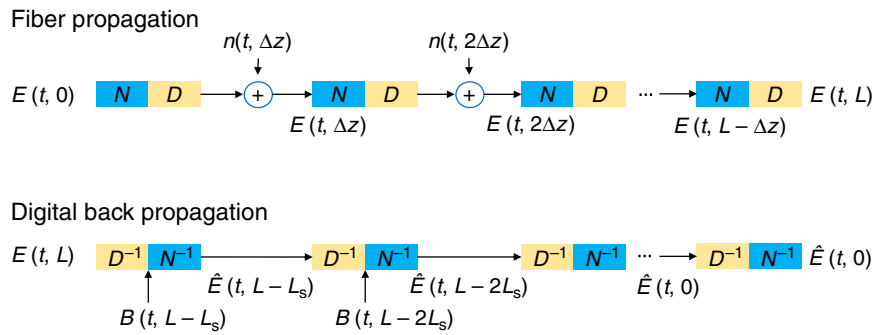 Fiber propagation
n(t, Δz) n(t, 2Δz)
E (t, 0) N D + N D + N D ... N D E (t, L)
E (t, Δz) E (t, 2Δz) E (t, L – Δz)
Digital back propagation
E (t, L) D⁻¹ N⁻¹ D⁻¹ N⁻¹ D⁻¹ N⁻¹ ... D⁻¹ N⁻¹ Ê (t, 0)
Ê (t, L – Lₛ) Ê (t, L – 2Lₛ) Ê (t, 0)
B (t, L – Lₛ) B (t, L – 2Lₛ)